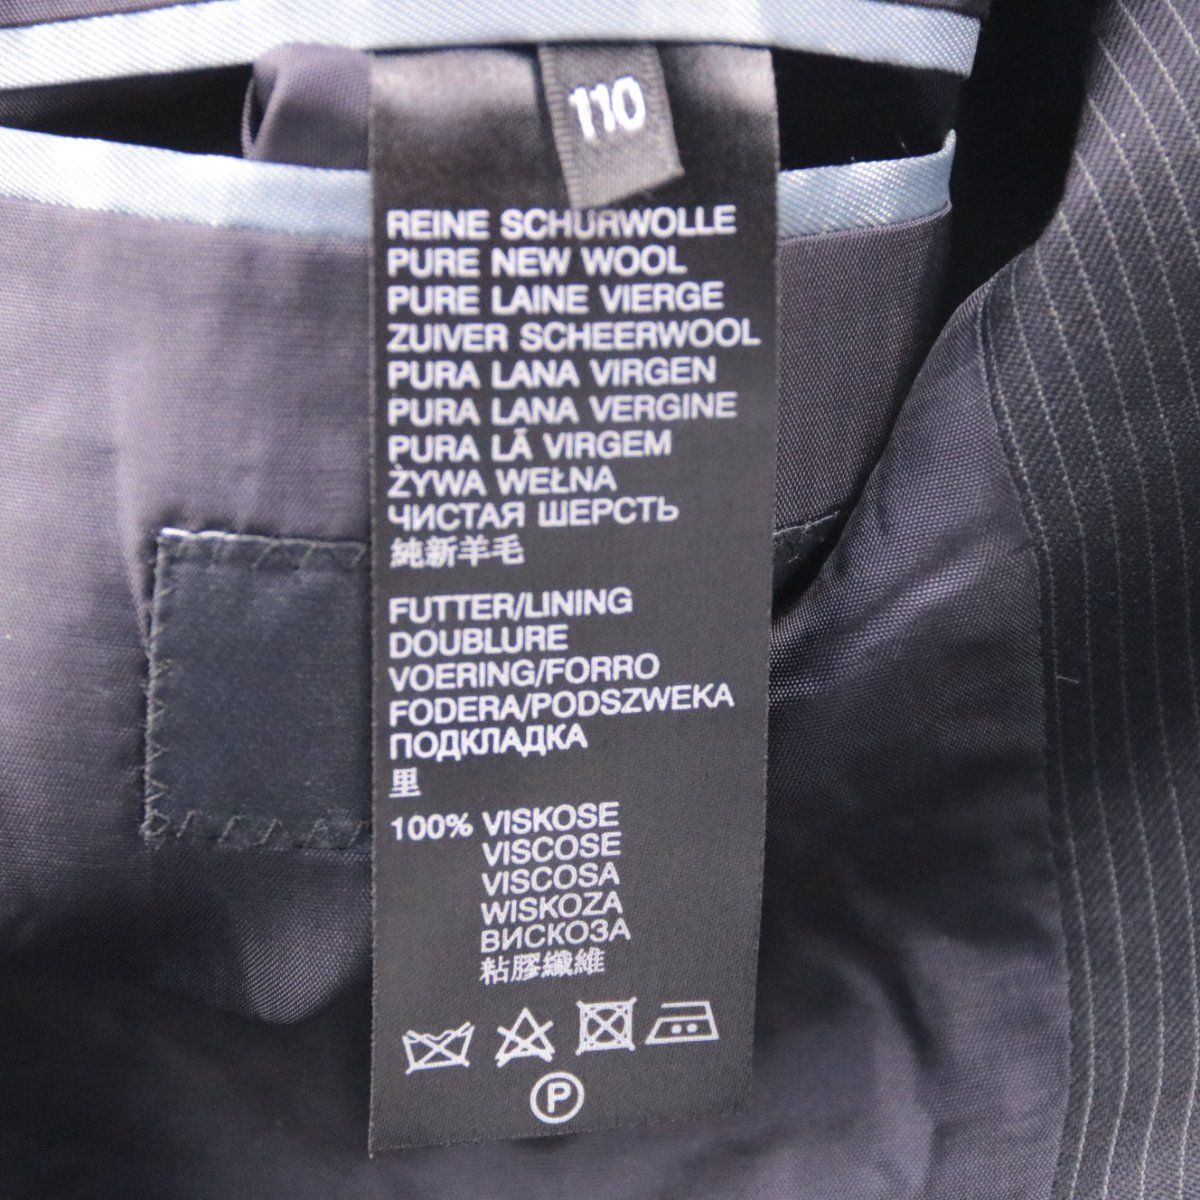 110
REINE SCHURWOLLE
PURE NEW WOOL
PURE LAINE VIERGE
ZUIVER SCHEERWOOL
PURA LANA VIRGEN
PURA LANA VERGINE
PURA LÃ VIRGEM
ŻYWA WEŁNA
ЧИСТАЯ ШЕРСТЬ
純新羊毛
FUTTER/LINING
DOUBLURE
VOERING/FORRO
FODERA/PODSZWEKA
ПОДКЛАДКА
里
100% VISKOSE
VISCOSE
VISCOSA
WISKOZA
ВИСКОЗА
粘膠纖維
P